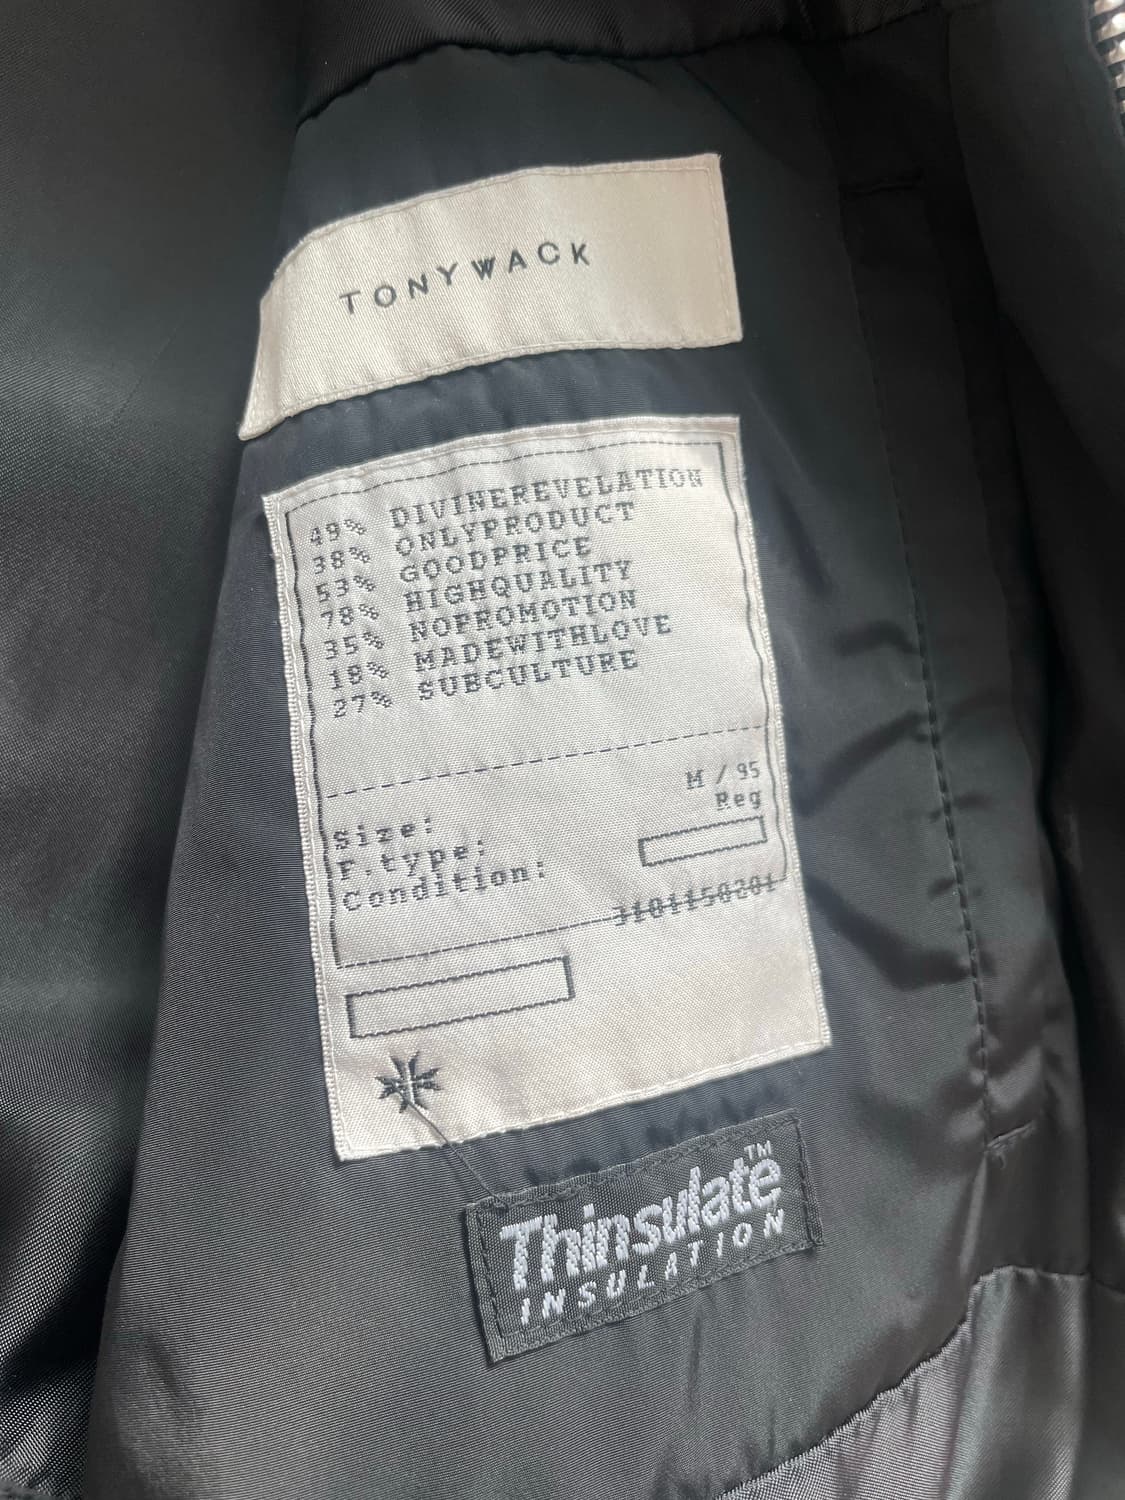 TONYWACK
49% DIVINEREVELATION
38% ONLYPRODUCT
53% GOODPRICE
78% HIGHQUALITY
35% NOPROMOTION
18% MADEWITHLOVE
27% SUBCULTURE
Size: M / 95
F.type: Reg
Condition:
3101150201
Thinsulate™
INSULATION